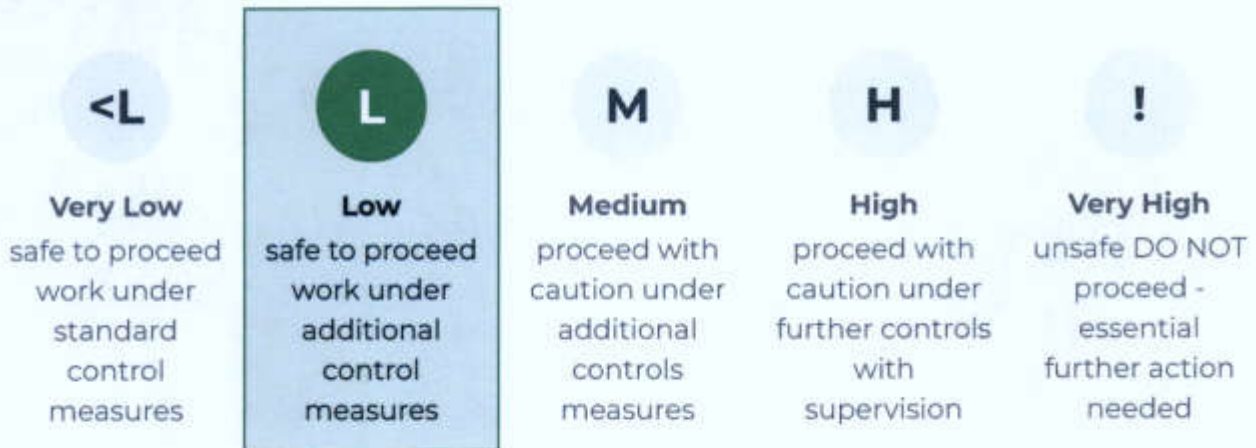 <L
Very Low
safe to proceed
work under
standard
control
measures
L
Low
safe to proceed
work under
additional
control
measures
M
Medium
proceed with
caution under
additional
controls
measures
H
High
proceed with
caution under
further controls
with
supervision
!
Very High
unsafe DO NOT
proceed -
essential
further action
needed